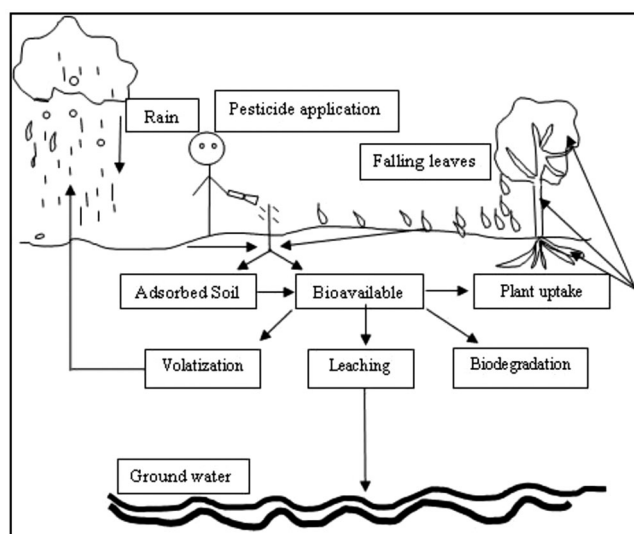 Rain
Pesticide application
Falling leaves
Adsorbed Soil
Bioavailable
Plant uptake
Volatization
Leaching
Biodegradation
Ground water